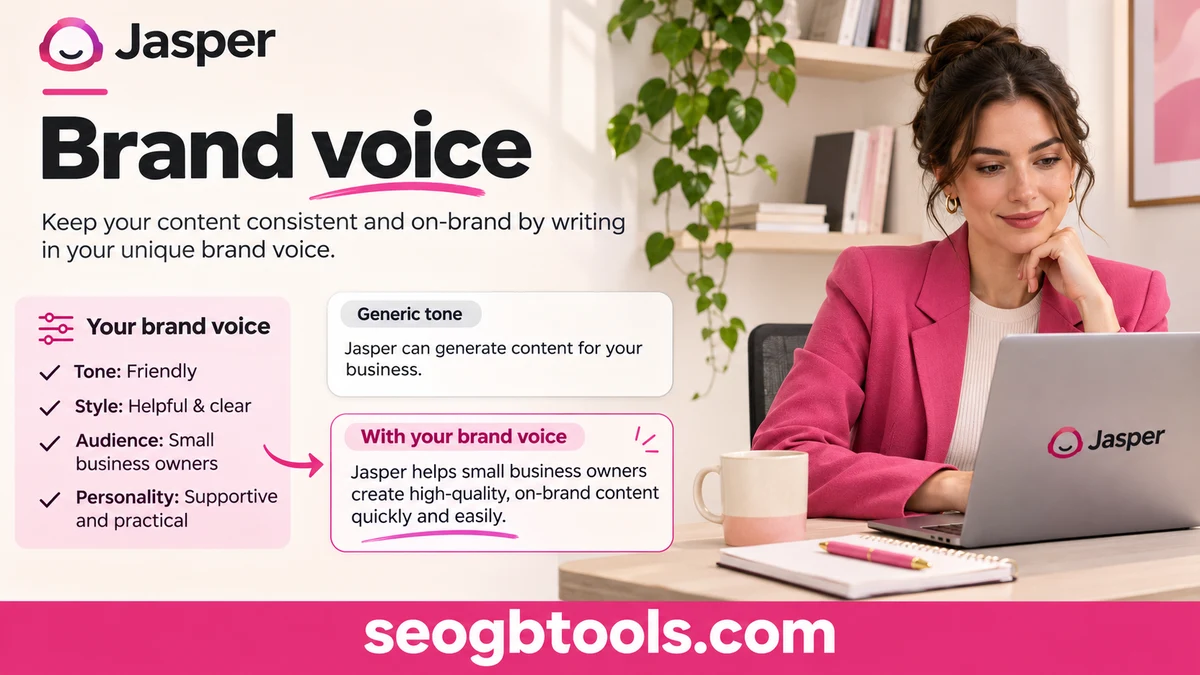 Jasper
Brand voice
Keep your content consistent and on-brand by writing
in your unique brand voice.
Your brand voice
Tone: Friendly
Style: Helpful & clear
Audience: Small
business owners
Personality: Supportive
and practical
Generic tone
Jasper can generate content for your
business.
With your brand voice
Jasper helps small business owners
create high-quality, on-brand content
quickly and easily.
Jasper
seogbtools.com